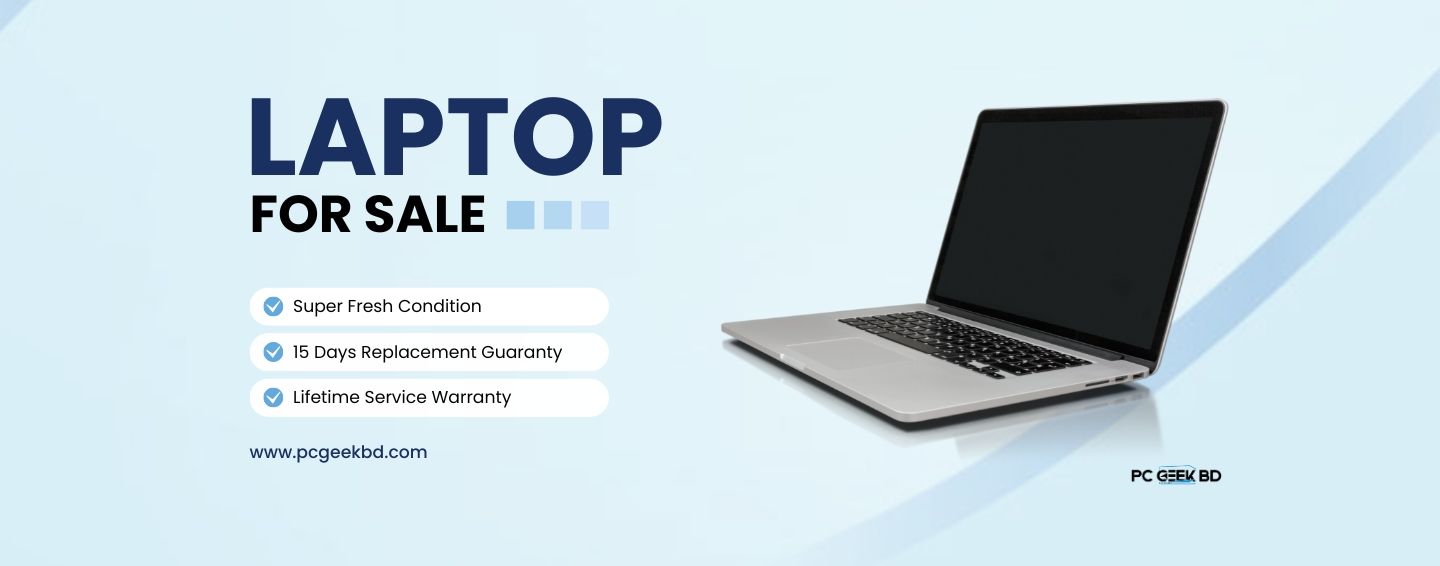 LAPTOP
FOR SALE
Super Fresh Condition
15 Days Replacement Guaranty
Lifetime Service Warranty
www.pcgeekbd.com
PC GEEK BD